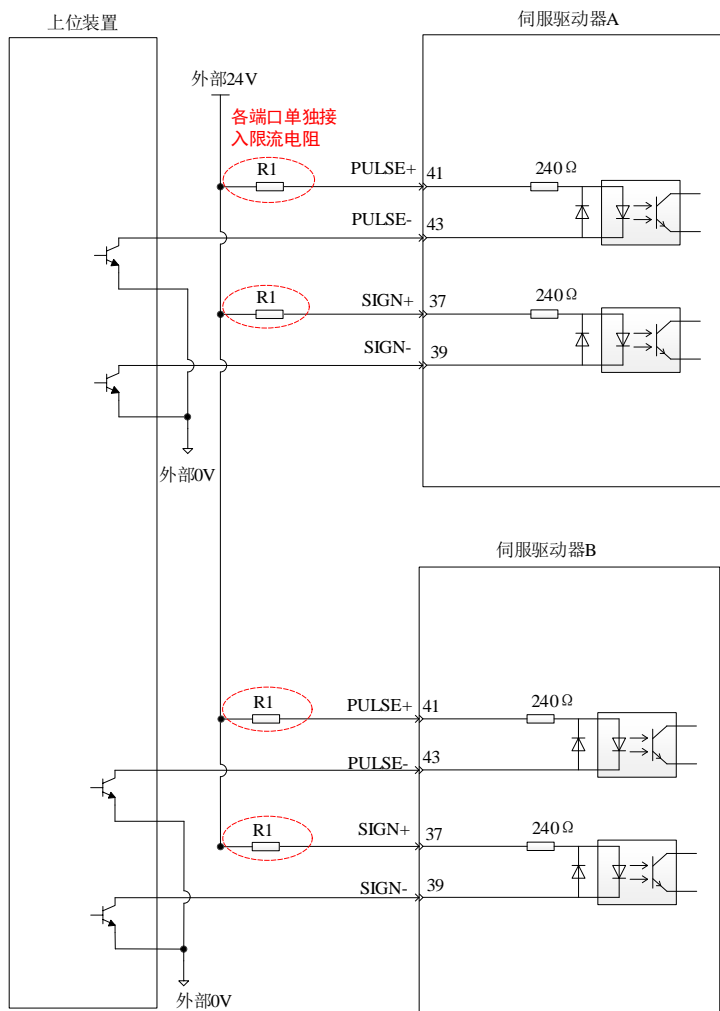 上位装置
伺服驱动器A
外部24V
各端口单独接
入限流电阻
R1
PULSE+
41
240Ω
PULSE-
43
R1
SIGN+
37
240Ω
SIGN-
39
外部0V
伺服驱动器B
R1
PULSE+
41
240Ω
PULSE-
43
R1
SIGN+
37
240Ω
SIGN-
39
外部0V